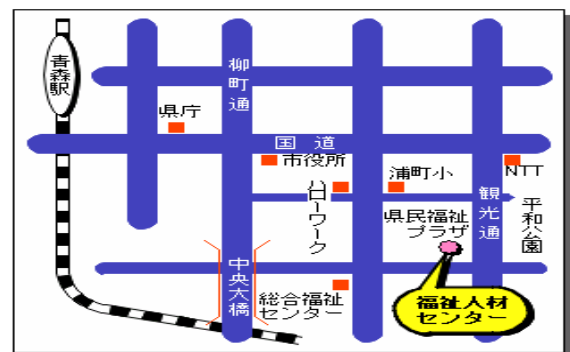 青森駅
柳町通
県庁
国道
市役所
ハローワーク
浦町小
NTT
観光通
平和公園
県民福祉
プラザ
中央大橋
総合福祉
センター
福祉人材
センター